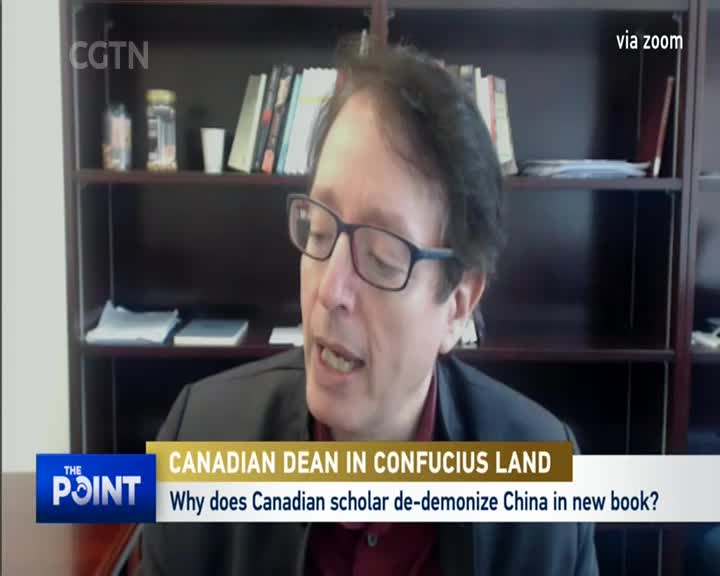 CGTN
via zoom
THE
POINT
CANADIAN DEAN IN CONFUCIUS LAND
Why does Canadian scholar de-demonize China in new book?